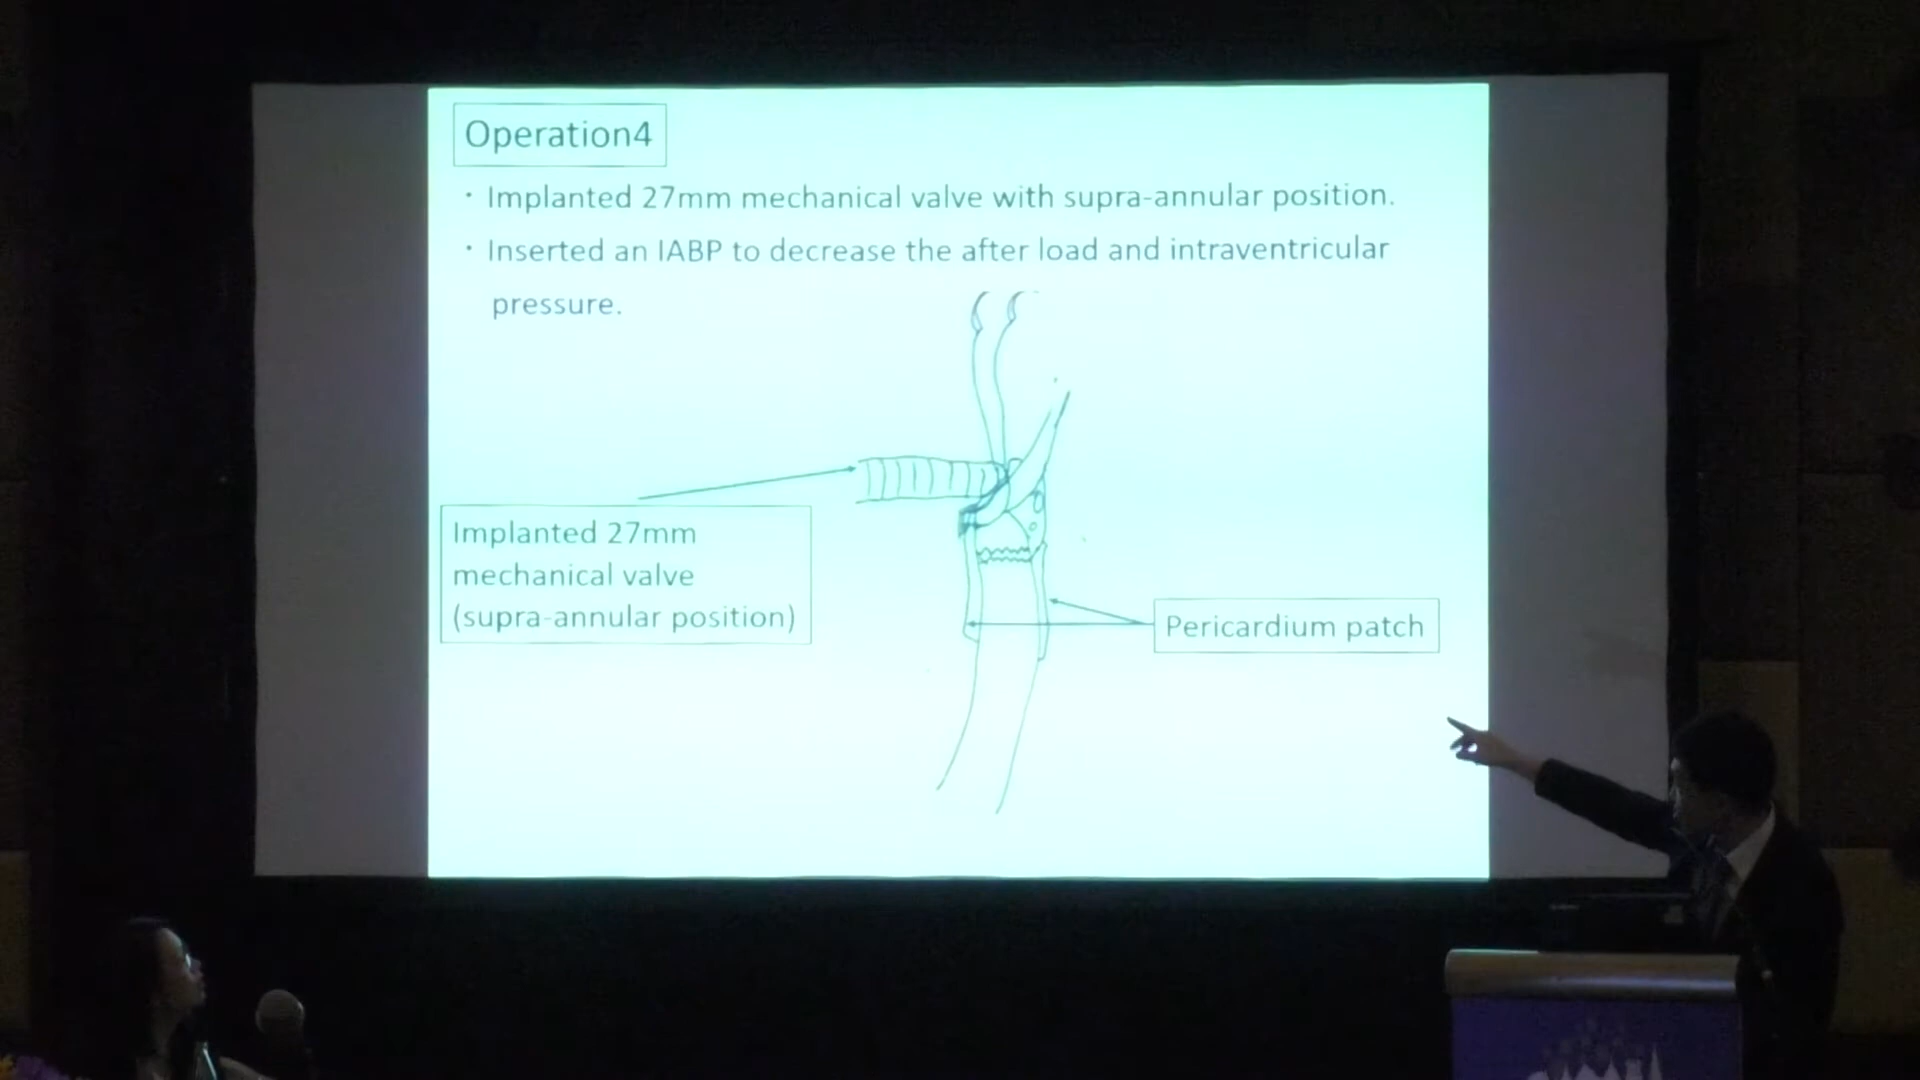 Operation4
・Implanted 27mm mechanical valve with supra-annular position.
・Inserted an IABP to decrease the after load and intraventricular
pressure.
Implanted 27mm
mechanical valve
(supra-annular position)
Pericardium patch